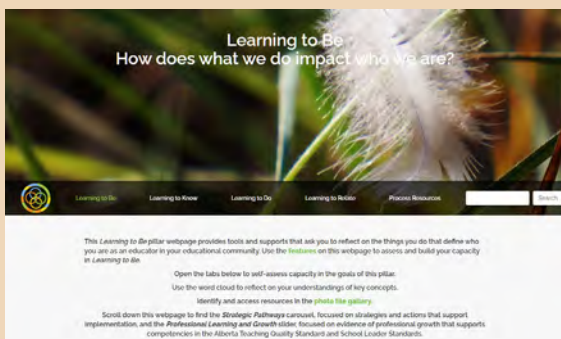 Learning to Be
How does what we do impact who we are?
Learning to Be
Learning to Know
Learning to Do
Learning to Relate
Process Resources
Search
This Learning to Be pillar webpage provides tools and supports that ask you to reflect on the things you do that define who
you are as an educator in your educational community. Use the features on this webpage to assess and build your capacity
in Learning to Be.
Open the tabs below to self-assess capacity in the goals of this pillar.
Use the word cloud to reflect on your understandings of key concepts.
Identify and access resources in the photo tile gallery.
Scroll down this webpage to find the Strategic Pathways carousel, focused on strategies and actions that support
implementation, and the Professional Learning and Growth slider, focused on evidence of professional growth that supports
competencies in the Alberta Teaching Quality Standard and School Leader Standards.